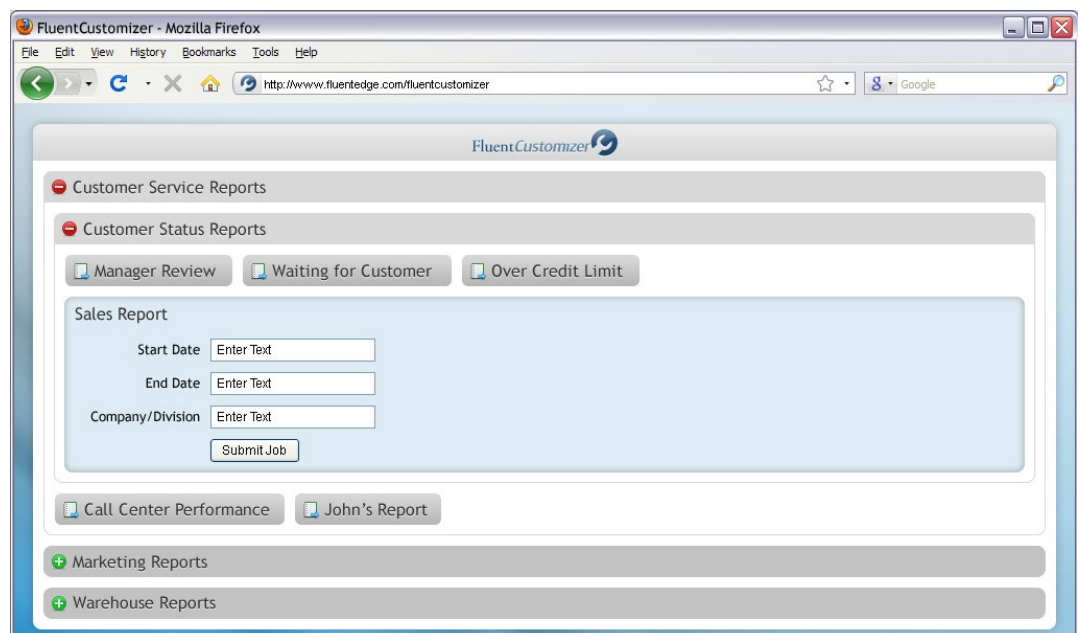 FluentCustomizer - Mozilla Firefox
File Edit View History Bookmarks Tools Help
http://www.fluentedge.com/fluentcustomizer Google
FluentCustomizer
Customer Service Reports
Customer Status Reports
Manager Review Waiting for Customer Over Credit Limit
Sales Report
Start Date Enter Text
End Date Enter Text
Company/Division Enter Text
Submit Job
Call Center Performance John's Report
Marketing Reports
Warehouse Reports